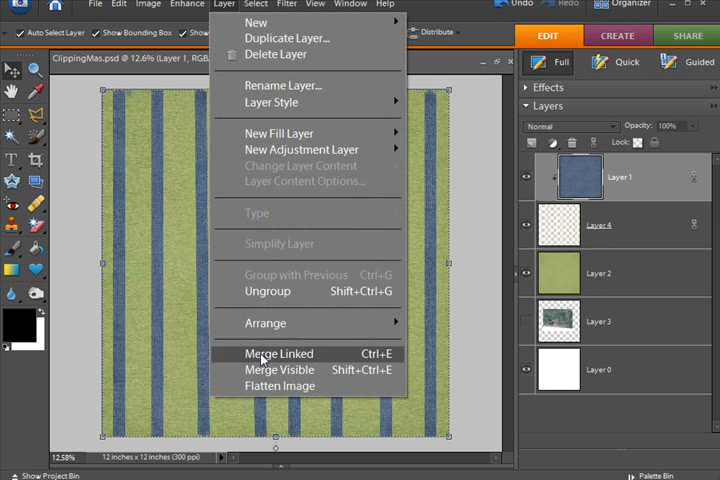 File Edit Image Enhance Layer Select Filter View Window Help Undo Redo Organizer
Auto Select Layer Show Bounding Box Distribute
EDIT CREATE SHARE
ClippingMas.psd @ 12.6% (Layer 1, RGB
Full Quick Guided
Effects
Layers
Normal Opacity: 100%
Lock:
Layer 1
Layer 4
Layer 2
Layer 3
Layer 0
New
Duplicate Layer...
Delete Layer
Rename Layer...
Layer Style
New Fill Layer
New Adjustment Layer
Change Layer Content
Layer Content Options...
Type
Simplify Layer
Group with Previous Ctrl+G
Ungroup Shift+Ctrl+G
Arrange
Merge Linked Ctrl+E
Merge Visible Shift+Ctrl+E
Flatten Image
12.58% 12 inches x 12 inches (300 ppi)
Show Project Bin Palette Bin